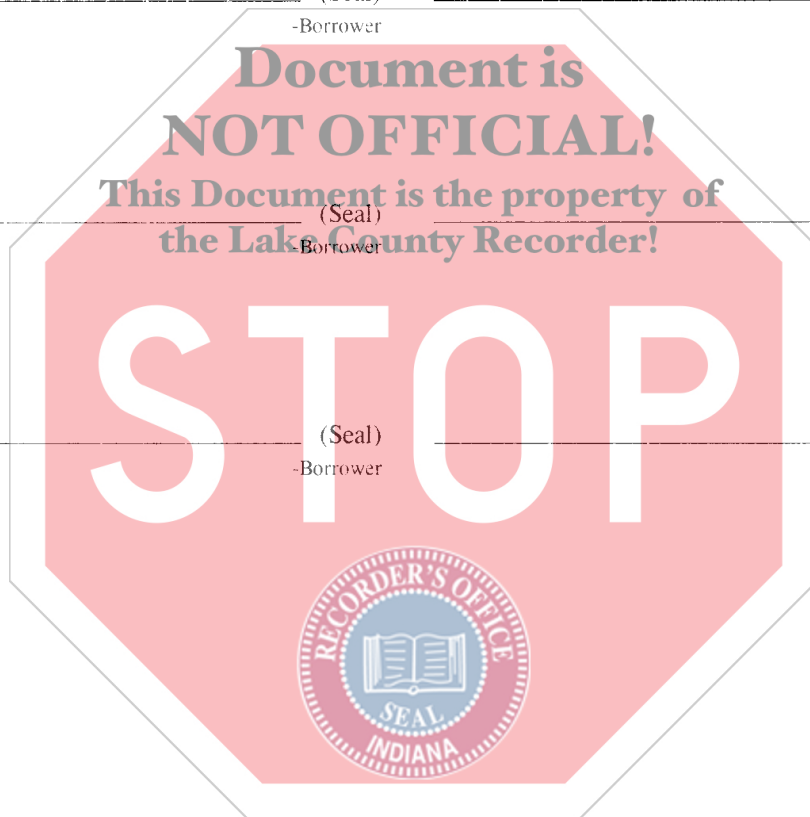 (Seal)
-Borrower
Document is
NOT OFFICIAL!
This Document is the property of
(Seal)
the Lake County Recorder!
-Borrower
STOP
(Seal)
-Borrower
RECORDER'S OFFICE
SEAL
INDIANA